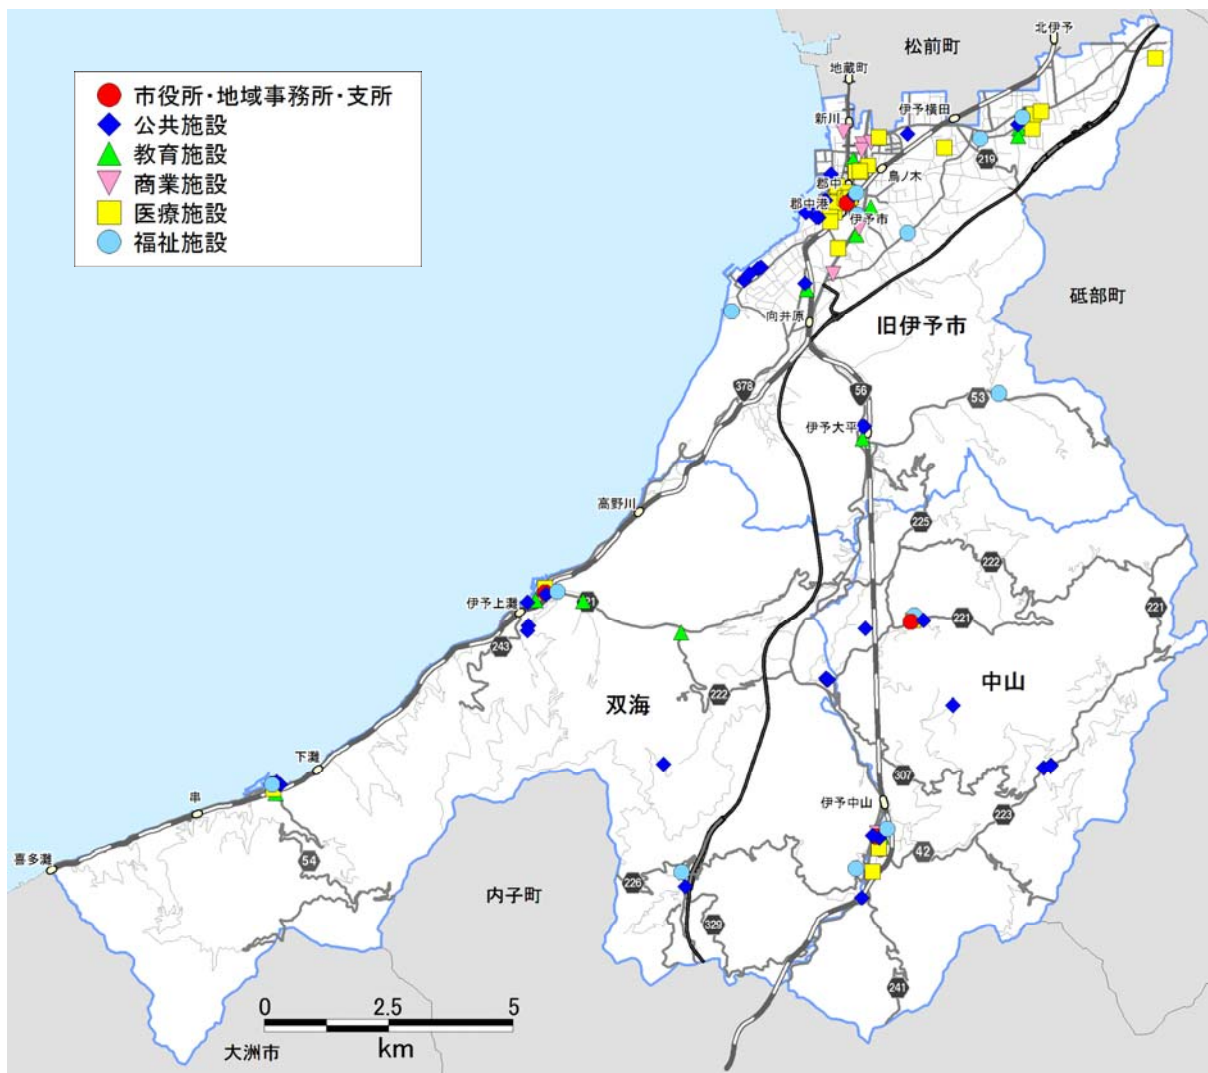 北伊予
松前町
地蔵町
市役所・地域事務所・支所
公共施設
教育施設
商業施設
医療施設
福祉施設
新川
伊予横田
219
鳥ノ木
郡中
郡中港
伊予市
向井原
旧伊予市
砥部町
378
56
53
伊予大平
高野川
225
222
伊予上灘
221
221
243
222
双海
中山
下灘
307
串
伊予中山
223
喜多灘
54
42
226
内子町
329
241
0 2.5 5
km
大洲市